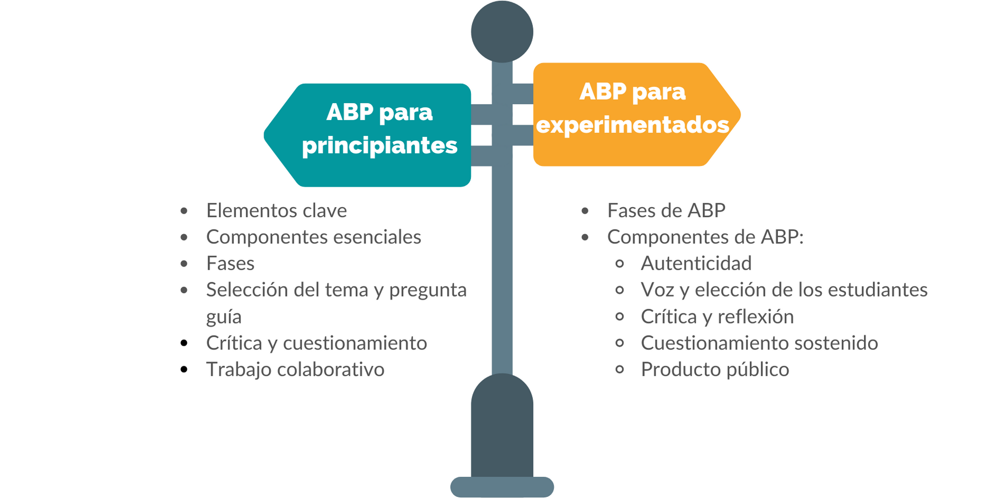 ABP para
principiantes
• Elementos clave
• Componentes esenciales
• Fases
• Selección del tema y pregunta
guía
• Crítica y cuestionamiento
• Trabajo colaborativo
ABP para
experimentados
• Fases de ABP
• Componentes de ABP:
◦ Autenticidad
◦ Voz y elección de los estudiantes
◦ Crítica y reflexión
◦ Cuestionamiento sostenido
◦ Producto público